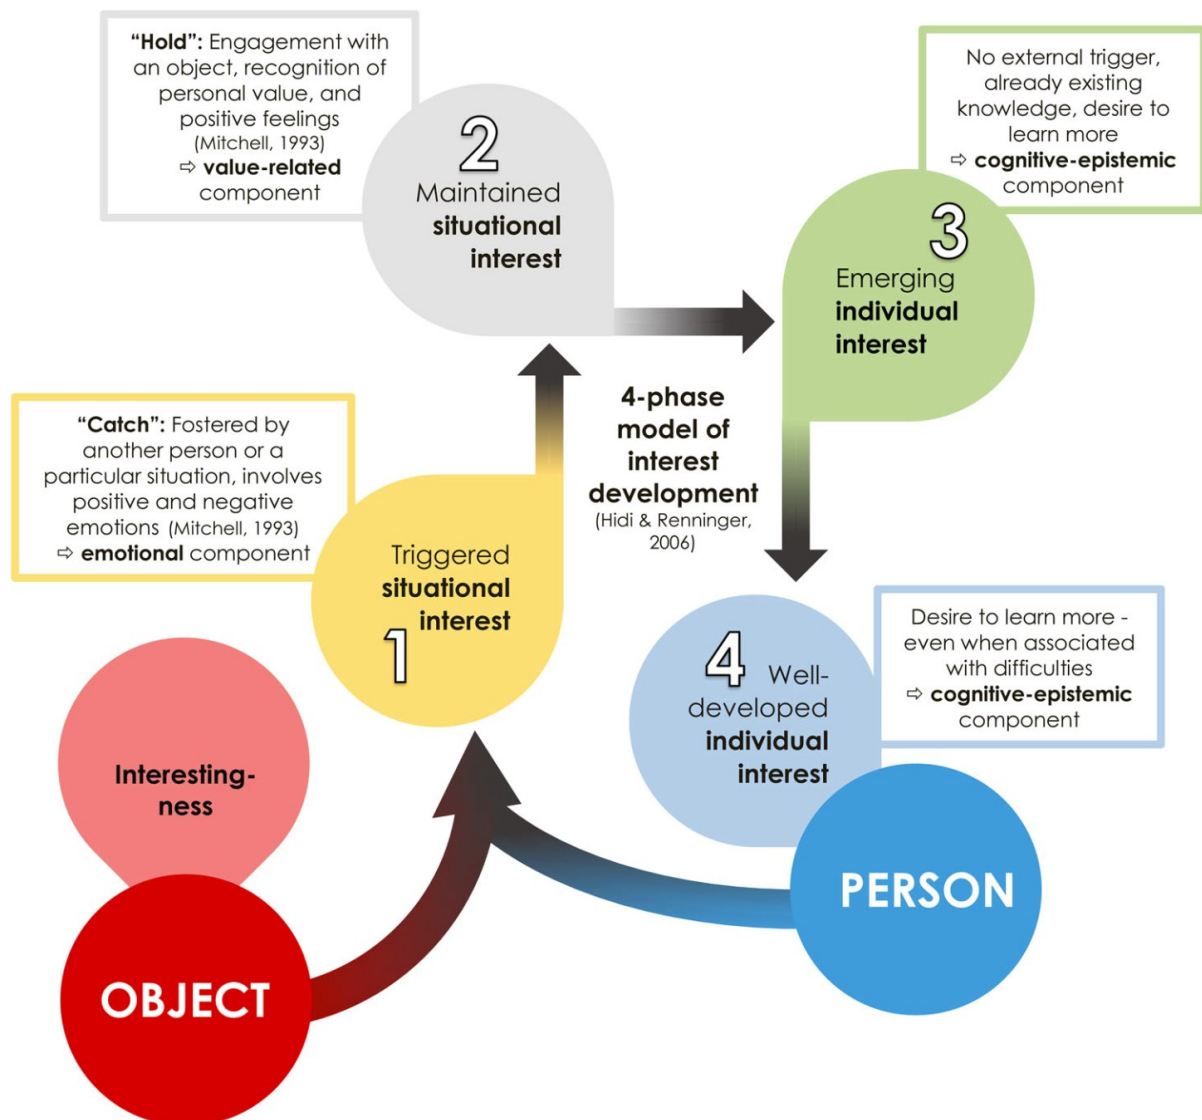 “Hold”: Engagement with
an object, recognition of
personal value, and
positive feelings
(Mitchell, 1993)
⇨ value-related
component
2
Maintained
situational
interest
No external trigger,
already existing
knowledge, desire to
learn more
⇨ cognitive-epistemic
component
3
Emerging
individual
interest
“Catch”: Fostered by
another person or a
particular situation, involves
positive and negative
emotions (Mitchell, 1993)
⇨ emotional component
Triggered
situational
interest
1
4-phase
model of
interest
development
(Hidi & Renninger,
2006)
4 Well-
developed
individual
interest
Desire to learn more -
even when associated
with difficulties
⇨ cognitive-epistemic
component
Interesting-
ness
OBJECT
PERSON